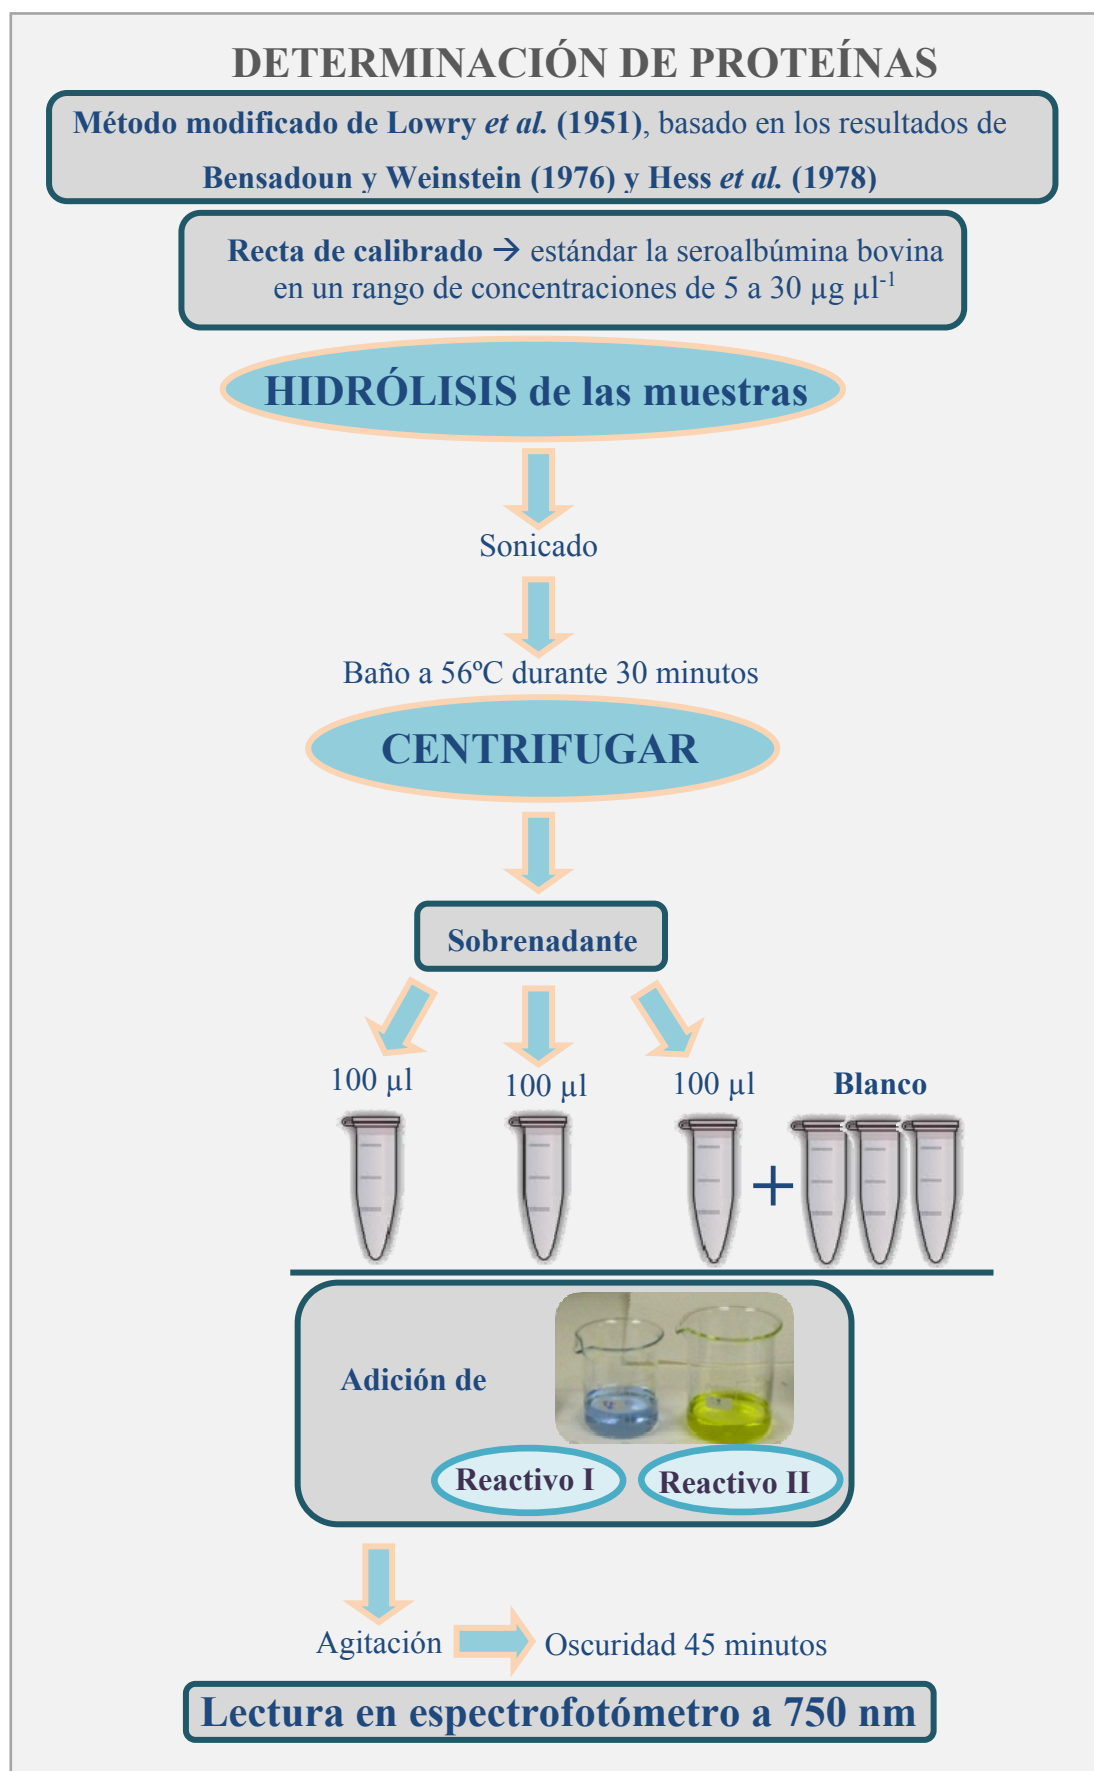 DETERMINACIÓN DE PROTEÍNAS
Método modificado de Lowry et al. (1951), basado en los resultados de
Bensadoun y Weinstein (1976) y Hess et al. (1978)
Recta de calibrado → estándar la seroalbúmina bovina
en un rango de concentraciones de 5 a 30 µg µl⁻¹
HIDRÓLISIS de las muestras
Sonicado
Baño a 56ºC durante 30 minutos
CENTRIFUGAR
Sobrenadante
100 µl 100 µl 100 µl Blanco
+
Adición de
Reactivo I Reactivo II
Agitación Oscuridad 45 minutos
Lectura en espectrofotómetro a 750 nm